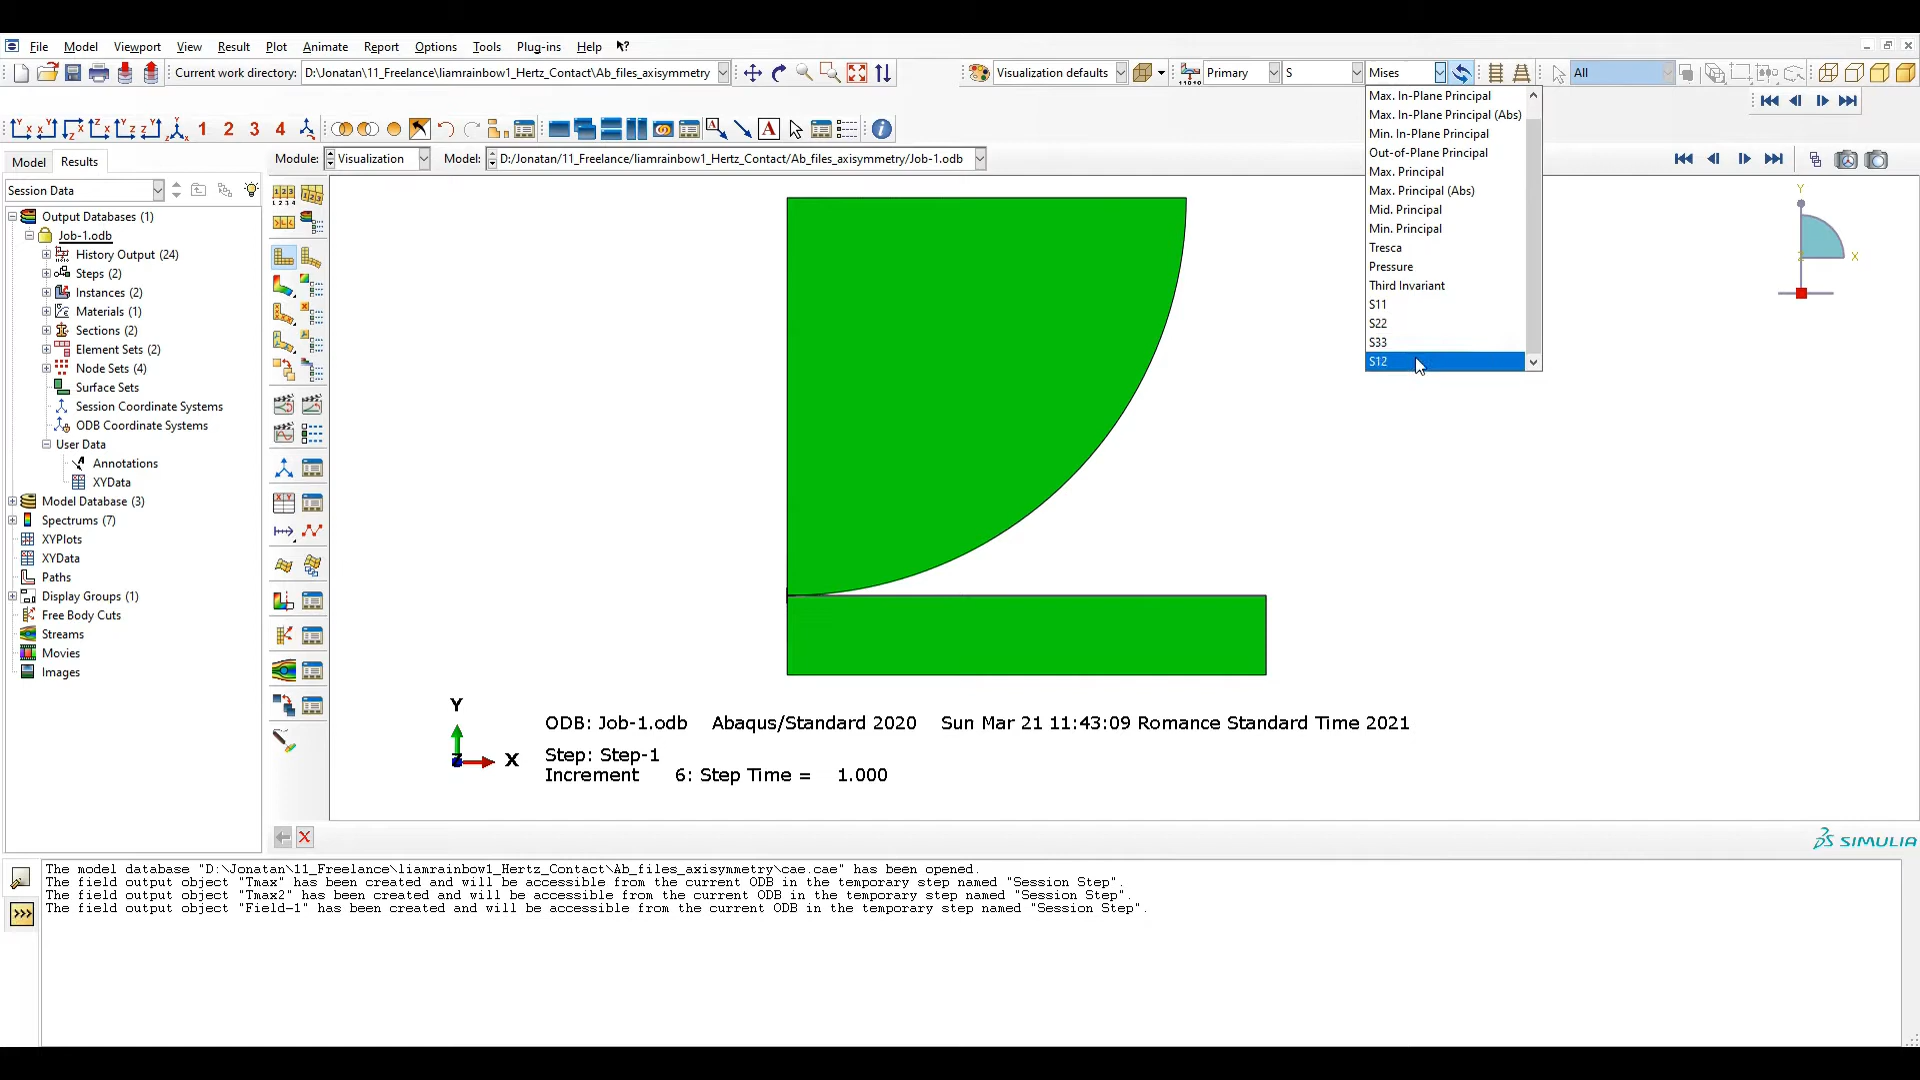 File Model Viewport View Result Plot Animate Report Options Tools Plug-ins Help
Current work directory: D:\Jonatan\11_Freelance\liamrainbow1_Hertz_Contact\Ab_files_axisymmetry
Visualization defaults
Primary S Mises All
1 2 3 4
Max. In-Plane Principal
Max. In-Plane Principal (Abs)
Min. In-Plane Principal
Out-of-Plane Principal
Max. Principal
Max. Principal (Abs)
Mid. Principal
Min. Principal
Tresca
Pressure
Third Invariant
S11
S22
S33
S12
Model Results
Module: Visualization Model: D:/Jonatan/11_Freelance/liamrainbow1_Hertz_Contact/Ab_files_axisymmetry/Job-1.odb
Session Data
Output Databases (1)
Job-1.odb
History Output (24)
Steps (2)
Instances (2)
Materials (1)
Sections (2)
Element Sets (2)
Node Sets (4)
Surface Sets
Session Coordinate Systems
ODB Coordinate Systems
User Data
Annotations
XYData
Model Database (3)
Spectrums (7)
XYPlots
XYData
Paths
Display Groups (1)
Free Body Cuts
Streams
Movies
Images
Y
X
Z
Y
X
ODB: Job-1.odb Abaqus/Standard 2020 Sun Mar 21 11:43:09 Romance Standard Time 2021
Step: Step-1
Increment 6: Step Time = 1.000
SIMULIA
The model database "D:\Jonatan\11_Freelance\liamrainbow1_Hertz_Contact\Ab_files_axisymmetry\cae.cae" has been opened.
The field output object "Tmax" has been created and will be accessible from the current ODB in the temporary step named "Session Step".
The field output object "Tmax2" has been created and will be accessible from the current ODB in the temporary step named "Session Step".
The field output object "Field-1" has been created and will be accessible from the current ODB in the temporary step named "Session Step".
>>>